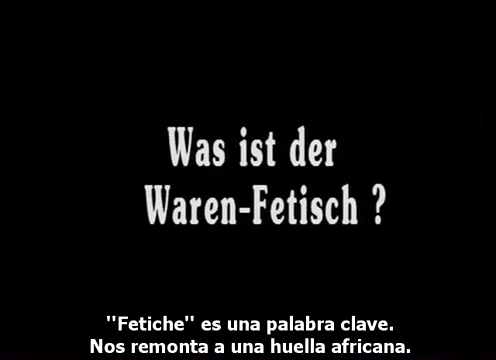 Was ist der
Waren-Fetisch ?
"Fetiche" es una palabra clave.
Nos remonta a una huella africana.